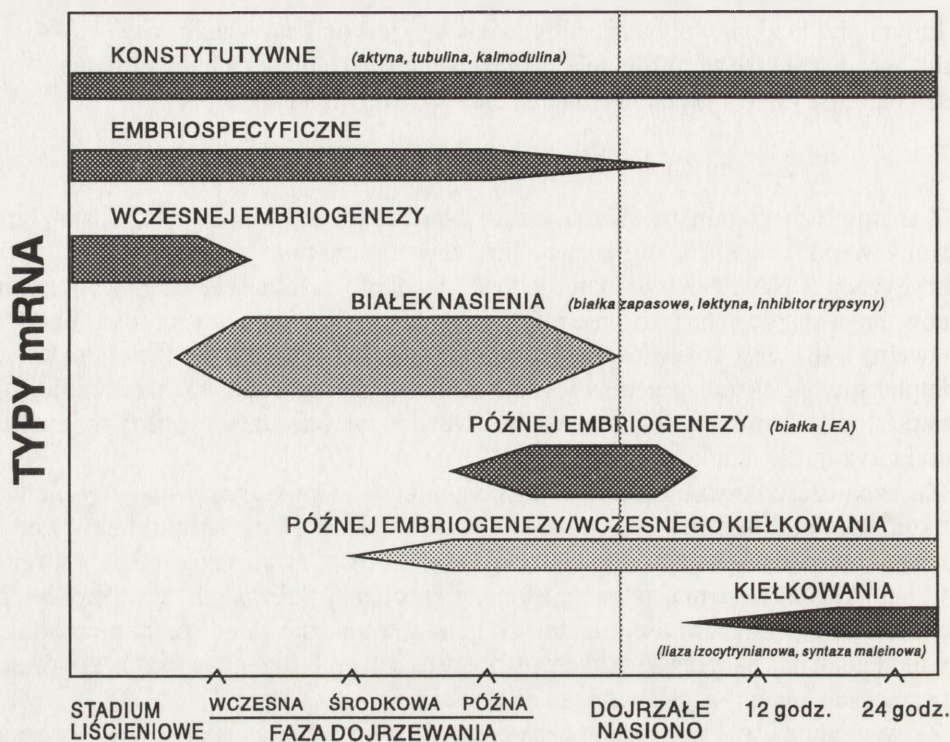 KONSTYTUTYWNE (aktyna, tubulina, kalmodulina)
EMBRIOSPECYFICZNE
WCZESNEJ EMBRIOGENEZY
BIAŁEK NASIENIA (białka zapasowe, lektyna, inhibitor trypsyny)
PÓŹNEJ EMBRIOGENEZY (białka LEA)
PÓŹNEJ EMBRIOGENEZY/WCZESNEGO KIEŁKOWANIA
KIEŁKOWANIA
(liaza izocytrynianowa, syntaza maleinowa)
TYPY mRNA
STADIUM
LIŚCIENIOWE
WCZESNA ŚRODKOWA PÓŹNA
FAZA DOJRZEWANIA
DOJRZAŁE
NASIONO
12 godz. 24 godz.